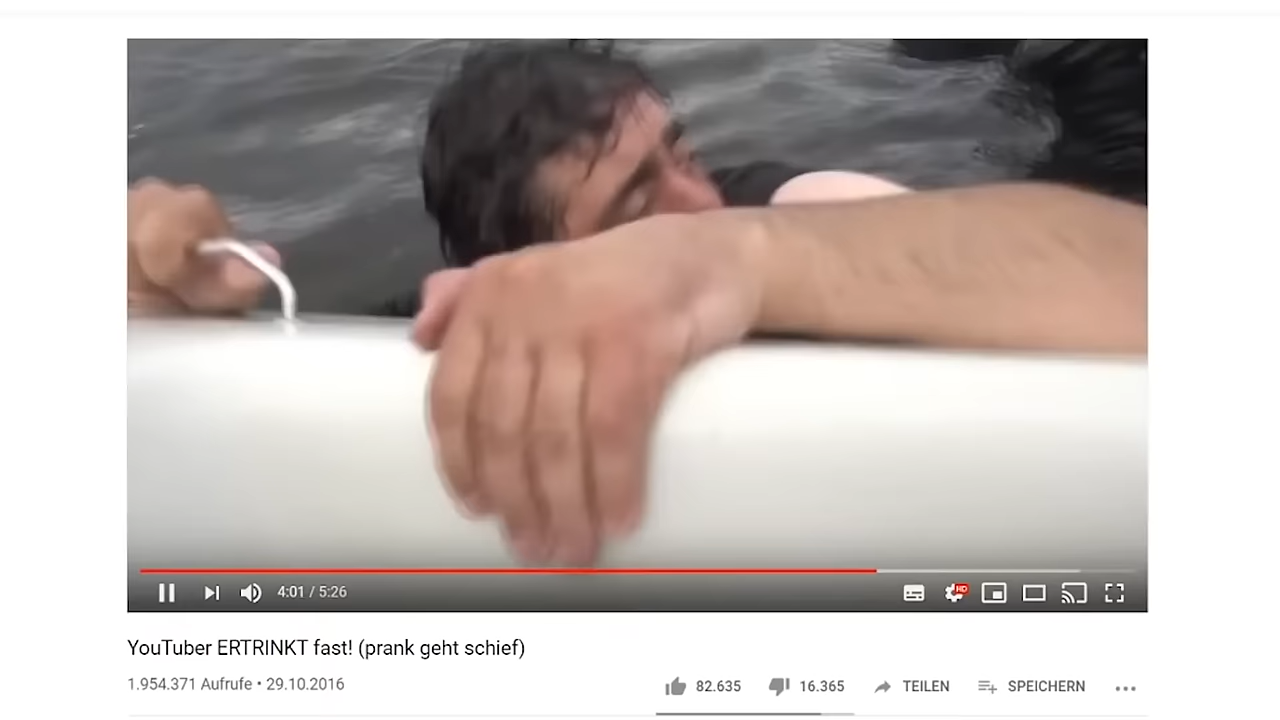 HD
4:01 / 5:26
YouTuber ERTRINKT fast! (prank geht schief)
1.954.371 Aufrufe • 29.10.2016
82.635 16.365 TEILEN SPEICHERN